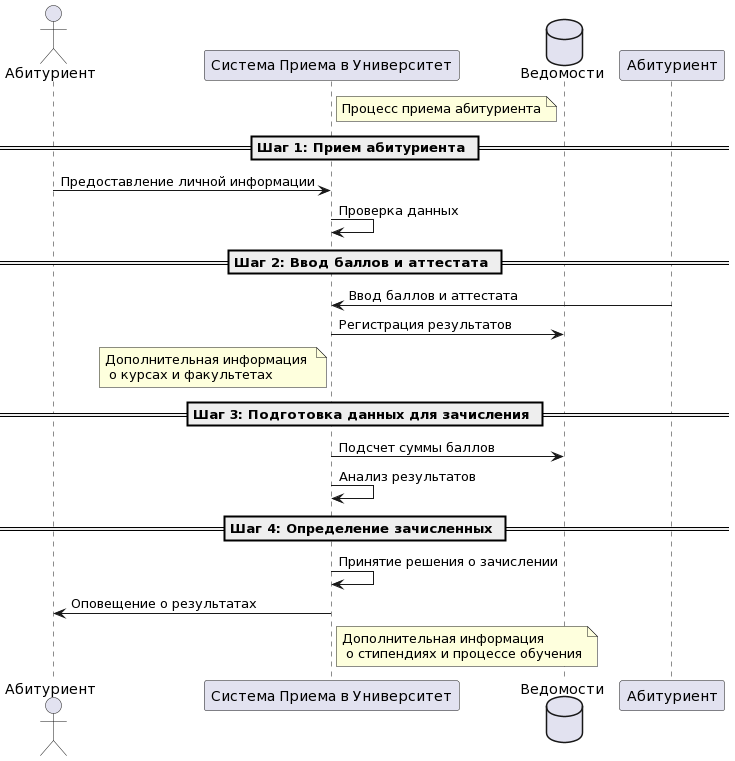 Абитуриент
Система Приема в Университет
Ведомости
Абитуриент
Процесс приема абитуриента
Шаг 1: Прием абитуриента
Предоставление личной информации
Проверка данных
Шаг 2: Ввод баллов и аттестата
Ввод баллов и аттестата
Регистрация результатов
Дополнительная информация
о курсах и факультетах
Шаг 3: Подготовка данных для зачисления
Подсчет суммы баллов
Анализ результатов
Шаг 4: Определение зачисленных
Принятие решения о зачислении
Оповещение о результатах
Дополнительная информация
о стипендиях и процессе обучения
Абитуриент
Система Приема в Университет
Ведомости
Абитуриент